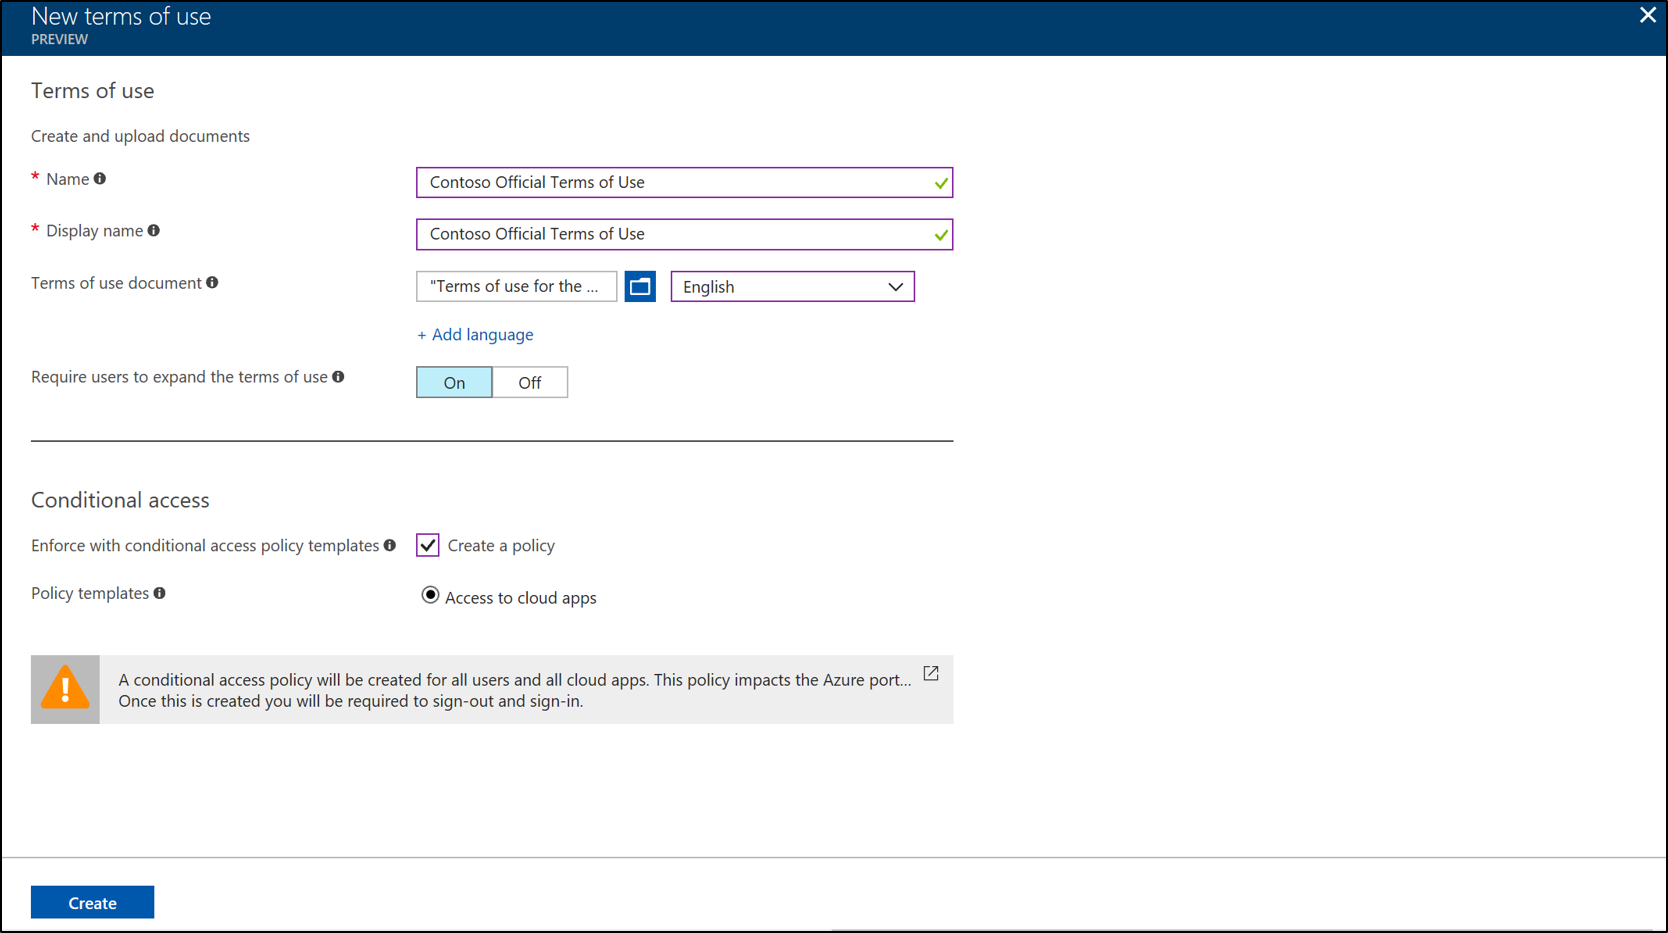 New terms of use
PREVIEW
Terms of use
Create and upload documents
* Name
Contoso Official Terms of Use
* Display name
Contoso Official Terms of Use
Terms of use document
"Terms of use for the ...
English
+ Add language
Require users to expand the terms of use
On
Off
Conditional access
Enforce with conditional access policy templates
Create a policy
Policy templates
Access to cloud apps
A conditional access policy will be created for all users and all cloud apps. This policy impacts the Azure port...
Once this is created you will be required to sign-out and sign-in.
Create